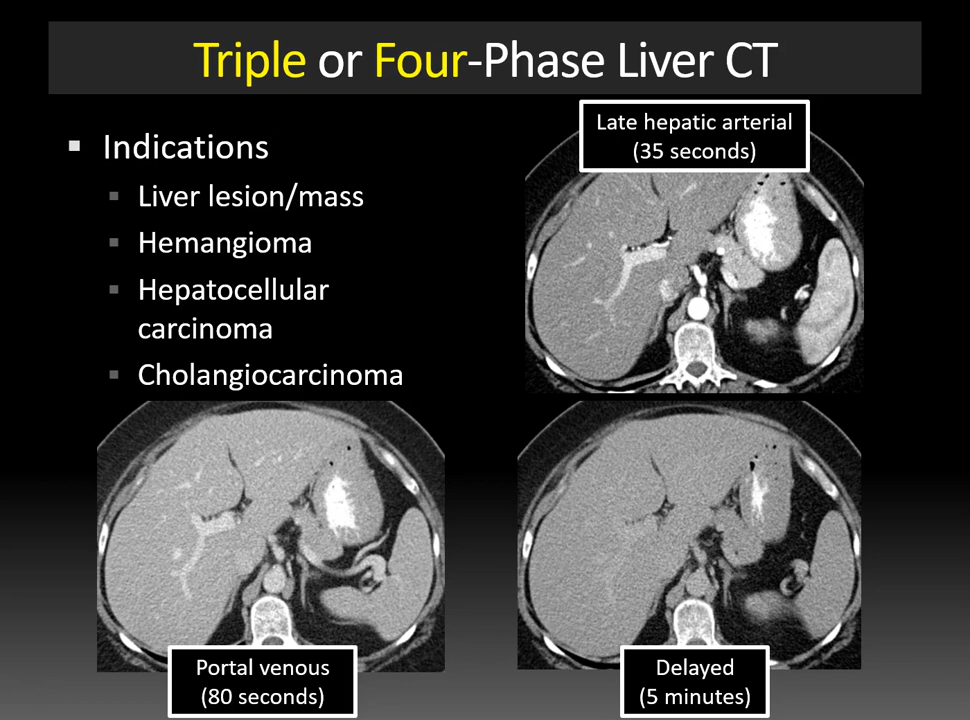 Triple or Four-Phase Liver CT
Indications
Liver lesion/mass
Hemangioma
Hepatocellular
carcinoma
Cholangiocarcinoma
Late hepatic arterial
(35 seconds)
Portal venous
(80 seconds)
Delayed
(5 minutes)